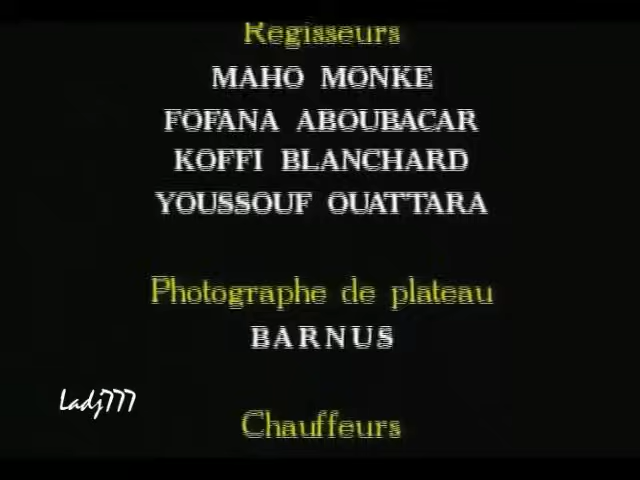 Regisseurs
MAHO MONKE
FOFANA ABOUBACAR
KOFFI BLANCHARD
YOUSSOUF OUATTARA
Photographe de plateau
BARNUS
Ladj777
Chauffeurs